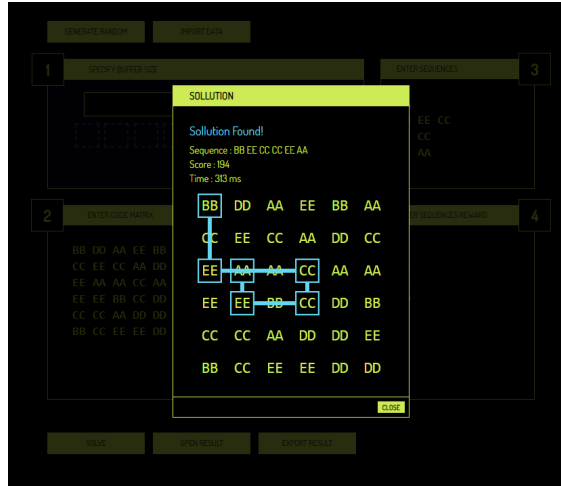 GENERATE RANDOM IMPORT DATA
1 SPECIFY BUFFER SIZE
ENTER SEQUENCES 3
EE CC
CC
AA
SOLLUTION
Sollution Found!
Sequence : BB EE CC CC EE AA
Score : 194
Time : 313 ms
BB DD AA EE BB AA
CC EE CC AA DD CC
EE AA AA CC AA AA
EE EE BB CC DD BB
CC CC AA DD DD EE
BB CC EE EE DD DD
CLOSE
2 ENTER CODE MATRIX
BB DD AA EE BB
CC EE CC AA DD
EE AA AA CC AA
EE EE BB CC DD
CC CC AA DD DD
BB CC EE EE DD
ER SEQUENCES REWARD 4
SOLVE OPEN RESULT EXPORT RESULT